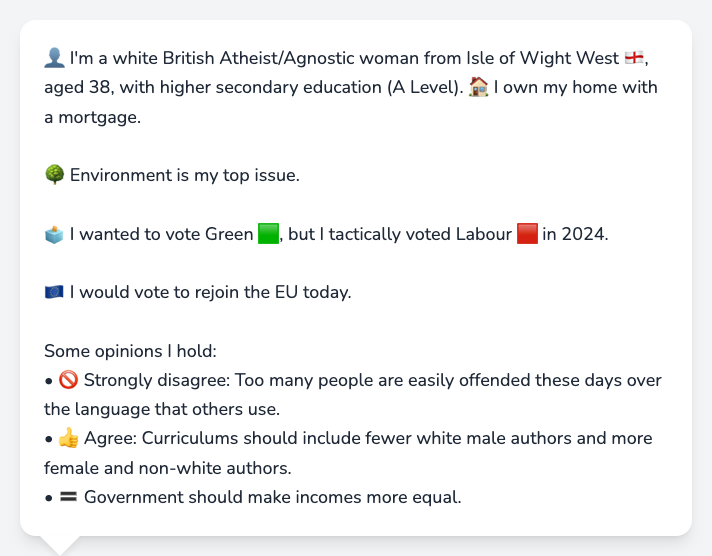 👤 I'm a white British Atheist/Agnostic woman from Isle of Wight West 🏴󠁧󠁢󠁥󠁮󠁧󠁿,
aged 38, with higher secondary education (A Level). 🏠 I own my home with
a mortgage.
🌳 Environment is my top issue.
🗳️ I wanted to vote Green 🟩, but I tactically voted Labour 🟥 in 2024.
🇪🇺 I would vote to rejoin the EU today.
Some opinions I hold:
• 🚫 Strongly disagree: Too many people are easily offended these days over
the language that others use.
• 👍 Agree: Curriculums should include fewer white male authors and more
female and non-white authors.
• 🟰 Government should make incomes more equal.